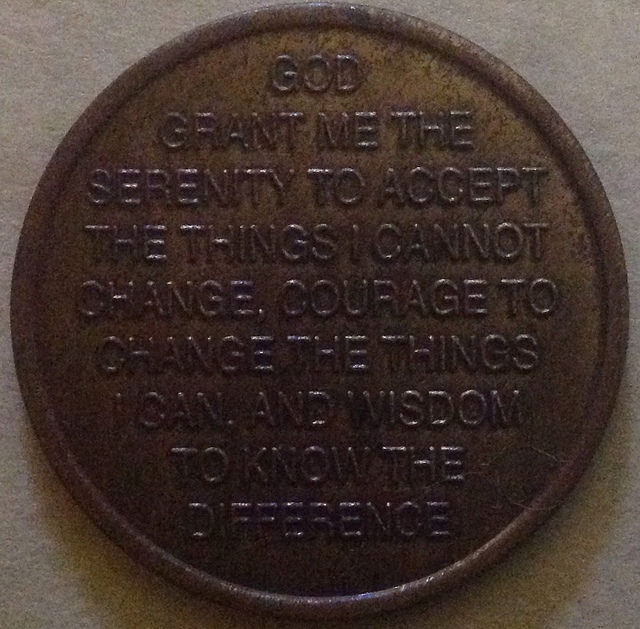 GOD
GRANT ME THE
SERENITY TO ACCEPT
THE THINGS I CANNOT
CHANGE, COURAGE TO
CHANGE THE THINGS
I CAN, AND WISDOM
TO KNOW THE
DIFFERENCE